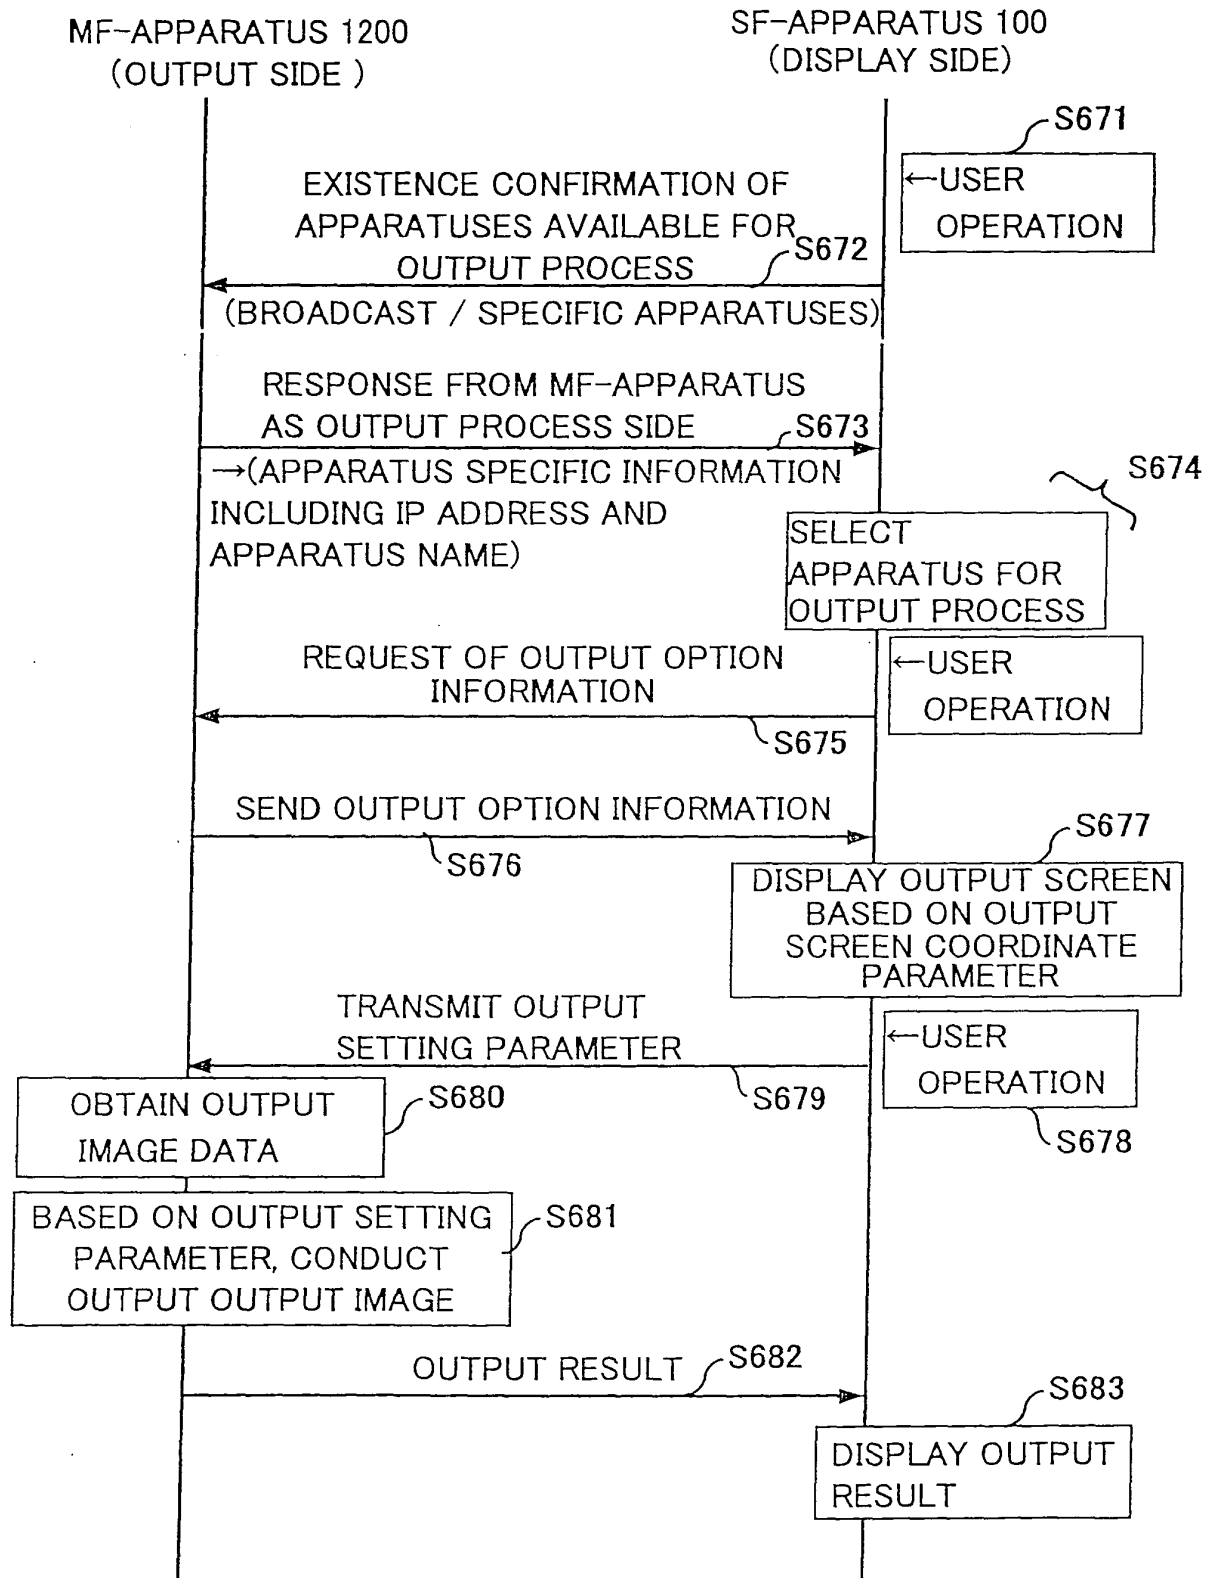 MF-APPARATUS 1200
(OUTPUT SIDE )
SF-APPARATUS 100
(DISPLAY SIDE)
S671
←USER
OPERATION
EXISTENCE CONFIRMATION OF
APPARATUSES AVAILABLE FOR
OUTPUT PROCESS
S672
(BROADCAST / SPECIFIC APPARATUSES)
RESPONSE FROM MF-APPARATUS
AS OUTPUT PROCESS SIDE
S673
→(APPARATUS SPECIFIC INFORMATION
INCLUDING IP ADDRESS AND
APPARATUS NAME)
S674
SELECT
APPARATUS FOR
OUTPUT PROCESS
←USER
OPERATION
REQUEST OF OUTPUT OPTION
INFORMATION
S675
SEND OUTPUT OPTION INFORMATION
S676
S677
DISPLAY OUTPUT SCREEN
BASED ON OUTPUT
SCREEN COORDINATE
PARAMETER
TRANSMIT OUTPUT
SETTING PARAMETER
S679
←USER
OPERATION
S678
OBTAIN OUTPUT
IMAGE DATA
S680
BASED ON OUTPUT SETTING
PARAMETER, CONDUCT
OUTPUT OUTPUT IMAGE
S681
OUTPUT RESULT
S682
S683
DISPLAY OUTPUT
RESULT